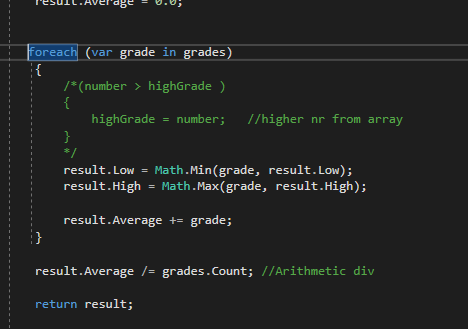 result.Average = 0.0;
foreach (var grade in grades)
{
/*(number > highGrade )
{
highGrade = number;   //higher nr from array
}
*/
result.Low = Math.Min(grade, result.Low);
result.High = Math.Max(grade, result.High);
result.Average += grade;
}
result.Average /= grades.Count; //Arithmetic div
return result;